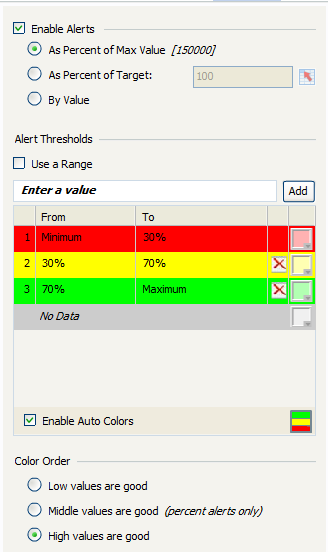 Enable Alerts
As Percent of Max Value [150000]
As Percent of Target: 100
By Value
Alert Thresholds
Use a Range
Enter a value Add
From To
1 Minimum 30%
2 30% 70%
3 70% Maximum
No Data
Enable Auto Colors
Color Order
Low values are good
Middle values are good (percent alerts only)
High values are good